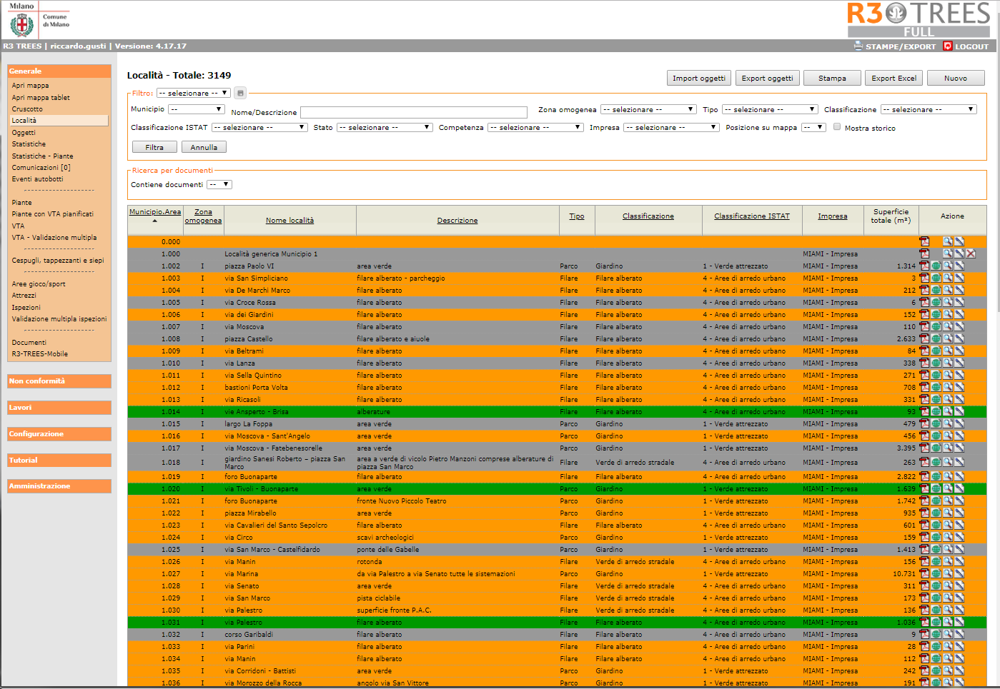 Milano
Comune
di Milano
R3 TREES
FULL
R3 TREES | riccardo.gusti | Versione: 4.17.17
STAMPE/EXPORT LOGOUT
Generale
Apri mappa
Apri mappa tablet
Cruscotto
Località
Oggetti
Statistiche
Statistiche - Piante
Comunicazioni [0]
Eventi autobotti
Piante
Piante con VTA pianificati
VTA
VTA - Validazione multipla
Cespugli, tappezzanti e siepi
Aree gioco/sport
Attrezzi
Ispezioni
Validazione multipla ispezioni
Documenti
R3-TREES-Mobile
Non conformità
Lavori
Configurazione
Tutorial
Amministrazione
Località - Totale: 3149
Import oggetti Export oggetti Stampa Export Excel Nuovo
Filtro: -- selezionare --
Municipio -- Nome/Descrizione Zona omogenea -- selezionare -- Tipo -- selezionare -- Classificazione -- selezionare --
Classificazione ISTAT -- selezionare -- Stato -- selezionare -- Competenza -- selezionare -- Impresa -- selezionare -- Posizione su mappa -- Mostra storico
Filtra Annulla
Ricerca per documenti
Contiene documenti --
Municipio.Area Zona omogenea Nome località Descrizione Tipo Classificazione Classificazione ISTAT Impresa Superficie totale (m²) Azione
0.000
1.000 Località generica Municipio 1 MIAMI - Impresa
1.002 I piazza Paolo VI area verde Parco Giardino 1 - Verde attrezzato MIAMI - Impresa 1.314
1.003 I via San Simpliciano filare alberato - parcheggio Filare Filare alberato 4 - Aree di arredo urbano MIAMI - Impresa 3
1.004 I via De Marchi Marco filare alberato Filare Filare alberato 4 - Aree di arredo urbano MIAMI - Impresa 212
1.005 I via Croce Rossa filare alberato Filare Filare alberato 4 - Aree di arredo urbano MIAMI - Impresa 6
1.006 I via dei Giardini filare alberato Filare Filare alberato 4 - Aree di arredo urbano MIAMI - Impresa 152
1.007 I via Moscova filare alberato Filare Filare alberato 4 - Aree di arredo urbano MIAMI - Impresa 110
1.008 I piazza Castello filare alberato e aiuole Filare Filare alberato 4 - Aree di arredo urbano MIAMI - Impresa 2.633
1.009 I via Beltrami filare alberato Filare Filare alberato 4 - Aree di arredo urbano MIAMI - Impresa 84
1.010 I via Lanza filare alberato Filare Filare alberato 4 - Aree di arredo urbano MIAMI - Impresa 338
1.011 I via Sella Quintino filare alberato Filare Filare alberato 4 - Aree di arredo urbano MIAMI - Impresa 271
1.012 I bastioni Porta Volta filare alberato Filare Filare alberato 4 - Aree di arredo urbano MIAMI - Impresa 708
1.013 I via Ricasoli filare alberato Filare Filare alberato 4 - Aree di arredo urbano MIAMI - Impresa 331
1.014 I vie Ansperto - Brisa alberature Filare Filare alberato 4 - Aree di arredo urbano MIAMI - Impresa 93
1.015 I largo La Foppa area verde Parco Giardino 1 - Verde attrezzato MIAMI - Impresa 479
1.016 I via Moscova - Sant'Angelo area verde Parco Giardino 1 - Verde attrezzato MIAMI - Impresa 456
1.017 I via Moscova - Fatebenesorelle area verde Parco Giardino 1 - Verde attrezzato MIAMI - Impresa 3.395
1.018 I giardino Sanesi Roberto – piazza San Marco area a verde di vicolo Pietro Manzoni comprese alberature di piazza San Marco Filare Verde di arredo stradale 4 - Aree di arredo urbano MIAMI - Impresa 263
1.019 I foro Buonaparte filare alberato Filare Filare alberato 4 - Aree di arredo urbano MIAMI - Impresa 2.822
1.020 I via Tivoli - Buonaparte area verde Parco Giardino 1 - Verde attrezzato MIAMI - Impresa 1.639
1.021 I foro Buonaparte fronte Nuovo Piccolo Teatro Parco Giardino 1 - Verde attrezzato MIAMI - Impresa 1.742
1.022 I piazza Mirabello area verde Parco Giardino 1 - Verde attrezzato MIAMI - Impresa 935
1.023 I via Cavalieri del Santo Sepolcro filare alberato Filare Filare alberato 4 - Aree di arredo urbano MIAMI - Impresa 601
1.024 I via Circo scavi archeologici Parco Giardino 1 - Verde attrezzato MIAMI - Impresa 159
1.025 I via San Marco - Castelfidardo ponte delle Gabelle Parco Giardino 1 - Verde attrezzato MIAMI - Impresa 1.413
1.026 I via Manin rotonda Filare Verde di arredo stradale 4 - Aree di arredo urbano MIAMI - Impresa 156
1.027 I via Marina da via Palestro a via Senato tutte le sistemazioni Parco Giardino 1 - Verde attrezzato MIAMI - Impresa 10.731
1.028 I via Senato area verde Filare Verde di arredo stradale 4 - Aree di arredo urbano MIAMI - Impresa 311
1.029 I via San Marco pista ciclabile Filare Verde di arredo stradale 4 - Aree di arredo urbano MIAMI - Impresa 173
1.030 I via Palestro superficie fronte P.A.C. Filare Verde di arredo stradale 4 - Aree di arredo urbano MIAMI - Impresa 136
1.031 I via Palestro filare alberato Filare Filare alberato 4 - Aree di arredo urbano MIAMI - Impresa 1.036
1.032 I corso Garibaldi filare alberato Filare Filare alberato 4 - Aree di arredo urbano MIAMI - Impresa 9
1.033 I via Parini filare alberato Filare Filare alberato 4 - Aree di arredo urbano MIAMI - Impresa 28
1.034 I via Manin filare alberato Filare Filare alberato 4 - Aree di arredo urbano MIAMI - Impresa 112
1.035 I via Corridoni - Battisti area verde Parco Giardino 1 - Verde attrezzato MIAMI - Impresa 242
1.036 I via Morozzo della Rocca angolo via San Vittore Parco Giardino 1 - Verde attrezzato MIAMI - Impresa 191